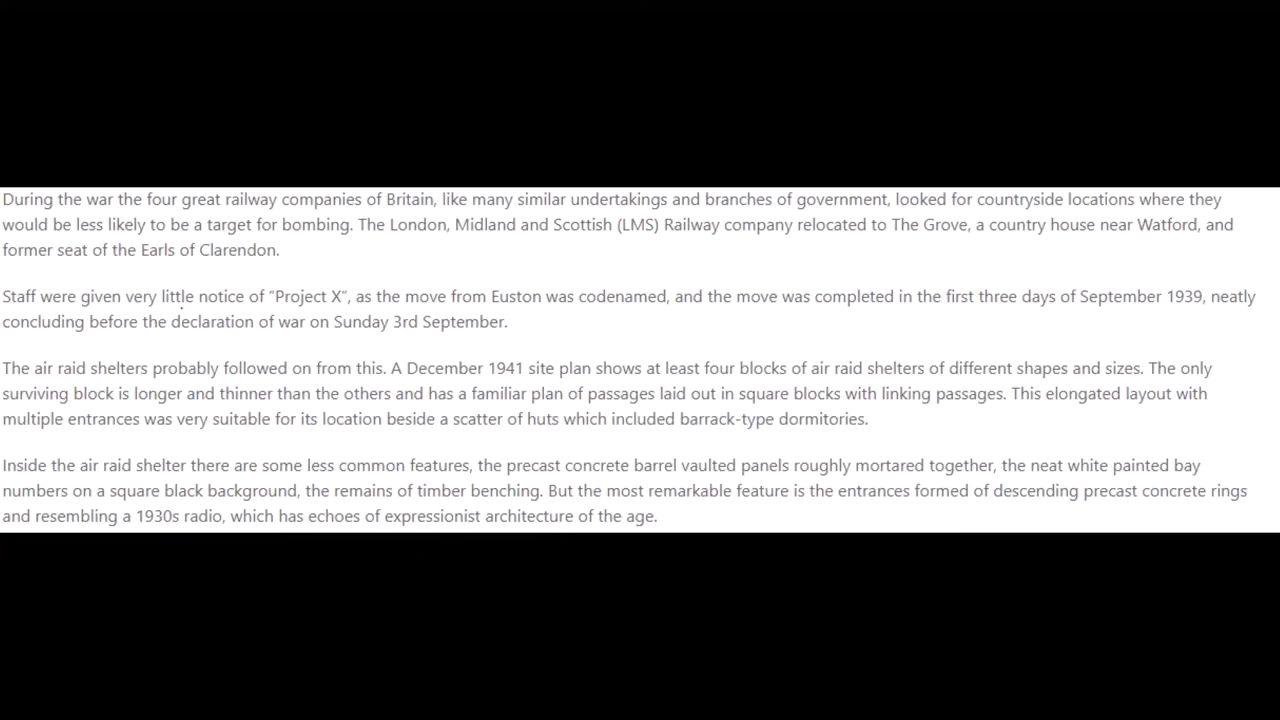 During the war the four great railway companies of Britain, like many similar undertakings and branches of government, looked for countryside locations where they
would be less likely to be a target for bombing. The London, Midland and Scottish (LMS) Railway company relocated to The Grove, a country house near Watford, and
former seat of the Earls of Clarendon.
Staff were given very little notice of “Project X”, as the move from Euston was codenamed, and the move was completed in the first three days of September 1939, neatly
concluding before the declaration of war on Sunday 3rd September.
The air raid shelters probably followed on from this. A December 1941 site plan shows at least four blocks of air raid shelters of different shapes and sizes. The only
surviving block is longer and thinner than the others and has a familiar plan of passages laid out in square blocks with linking passages. This elongated layout with
multiple entrances was very suitable for its location beside a scatter of huts which included barrack-type dormitories.
Inside the air raid shelter there are some less common features, the precast concrete barrel vaulted panels roughly mortared together, the neat white painted bay
numbers on a square black background, the remains of timber benching. But the most remarkable feature is the entrances formed of descending precast concrete rings
and resembling a 1930s radio, which has echoes of expressionist architecture of the age.